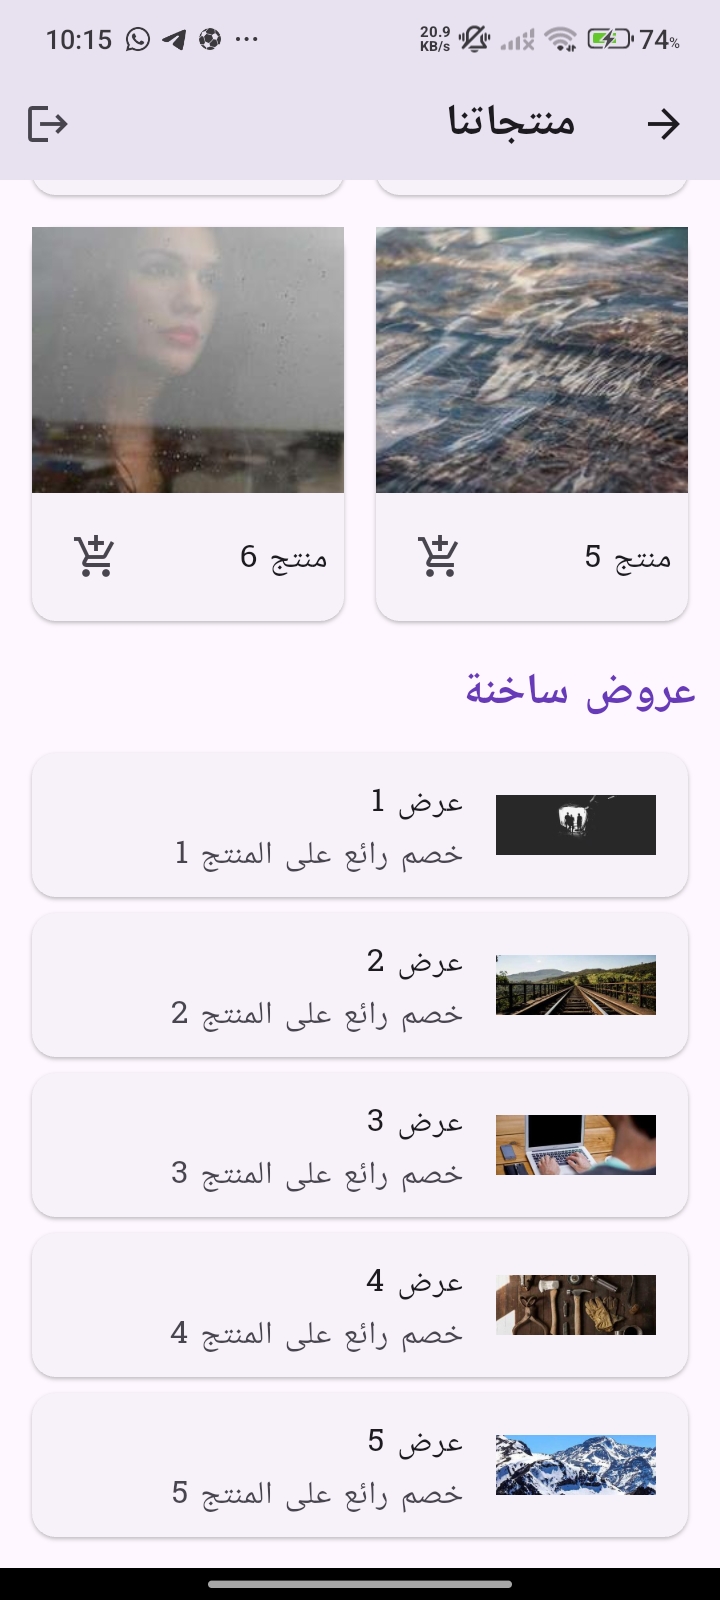 10:15
20.9
KB/s
74%
منتجاتنا
منتج 5
منتج 6
عروض ساخنة
عرض 1
خصم رائع على المنتج 1
عرض 2
خصم رائع على المنتج 2
عرض 3
خصم رائع على المنتج 3
عرض 4
خصم رائع على المنتج 4
عرض 5
خصم رائع على المنتج 5